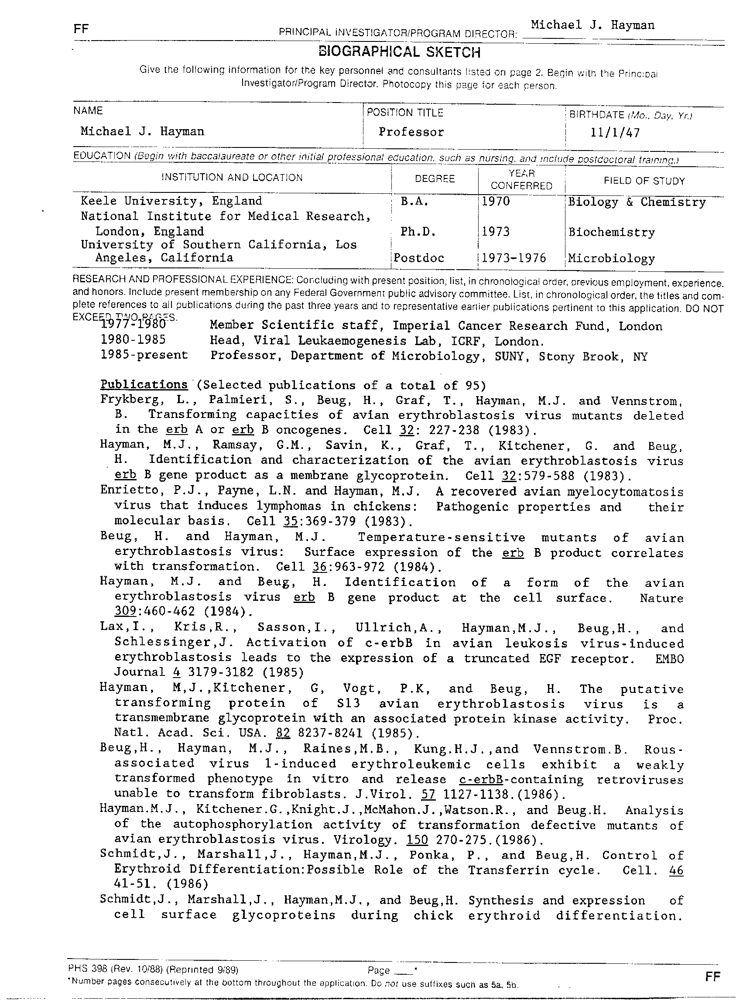 FF
PRINCIPAL INVESTIGATOR/PROGRAM DIRECTOR: Michael J. Hayman
BIOGRAPHICAL SKETCH
Give the following information for the key personnel and consultants listed on page 2. Begin with the Principal
Investigator/Program Director. Photocopy this page for each person.
NAME POSITION TITLE BIRTHDATE (Mo., Day, Yr.)
Michael J. Hayman Professor 11/1/47
EDUCATION (Begin with baccalaureate or other initial professional education, such as nursing, and include postdoctoral training.)
INSTITUTION AND LOCATION DEGREE YEAR CONFERRED FIELD OF STUDY
Keele University, England B.A. 1970 Biology & Chemistry
National Institute for Medical Research,
London, England Ph.D. 1973 Biochemistry
University of Southern California, Los
Angeles, California Postdoc 1973-1976 Microbiology
RESEARCH AND PROFESSIONAL EXPERIENCE: Concluding with present position, list, in chronological order, previous employment, experience,
and honors. Include present membership on any Federal Government public advisory committee. List, in chronological order, the titles and com-
plete references to all publications during the past three years and to representative earlier publications pertinent to this application. DO NOT
EXCEED TWO PAGES.
1977-1980 Member Scientific staff, Imperial Cancer Research Fund, London
1980-1985 Head, Viral Leukaemogenesis Lab, ICRF, London.
1985-present Professor, Department of Microbiology, SUNY, Stony Brook, NY
Publications (Selected publications of a total of 95)
Frykberg, L., Palmieri, S., Beug, H., Graf, T., Hayman, M.J. and Vennstrom,
B. Transforming capacities of avian erythroblastosis virus mutants deleted
in the erb A or erb B oncogenes. Cell 32: 227-238 (1983).
Hayman, M.J., Ramsay, G.M., Savin, K., Graf, T., Kitchener, G. and Beug,
H. Identification and characterization of the avian erythroblastosis virus
erb B gene product as a membrane glycoprotein. Cell 32:579-588 (1983).
Enrietto, P.J., Payne, L.N. and Hayman, M.J. A recovered avian myelocytomatosis
virus that induces lymphomas in chickens: Pathogenic properties and their
molecular basis. Cell 35:369-379 (1983).
Beug, H. and Hayman, M.J. Temperature-sensitive mutants of avian
erythroblastosis virus: Surface expression of the erb B product correlates
with transformation. Cell 36:963-972 (1984).
Hayman, M.J. and Beug, H. Identification of a form of the avian
erythroblastosis virus erb B gene product at the cell surface. Nature
309:460-462 (1984).
Lax,I., Kris,R., Sasson,I., Ullrich,A., Hayman,M.J., Beug,H., and
Schlessinger,J. Activation of c-erbB in avian leukosis virus-induced
erythroblastosis leads to the expression of a truncated EGF receptor. EMBO
Journal 4 3179-3182 (1985)
Hayman, M,J.,Kitchener, G, Vogt, P.K, and Beug, H. The putative
transforming protein of S13 avian erythroblastosis virus is a
transmembrane glycoprotein with an associated protein kinase activity. Proc.
Natl. Acad. Sci. USA. 82 8237-8241 (1985).
Beug,H., Hayman, M.J., Raines,M.B., Kung.H.J.,and Vennstrom.B. Rous-
associated virus 1-induced erythroleukemic cells exhibit a weakly
transformed phenotype in vitro and release c-erbB-containing retroviruses
unable to transform fibroblasts. J.Virol. 57 1127-1138.(1986).
Hayman.M.J., Kitchener.G.,Knight.J.,McMahon.J.,Watson.R., and Beug.H. Analysis
of the autophosphorylation activity of transformation defective mutants of
avian erythroblastosis virus. Virology. 150 270-275.(1986).
Schmidt,J., Marshall,J., Hayman,M.J., Ponka, P., and Beug,H. Control of
Erythroid Differentiation:Possible Role of the Transferrin cycle. Cell. 46
41-51. (1986)
Schmidt,J., Marshall,J., Hayman,M.J., and Beug,H. Synthesis and expression of
cell surface glycoproteins during chick erythroid differentiation.
PHS 398 (Rev. 10/88) (Reprinted 9/89) Page ___* FF
*Number pages consecutively at the bottom throughout the application. Do not use suffixes such as 5a, 5b.